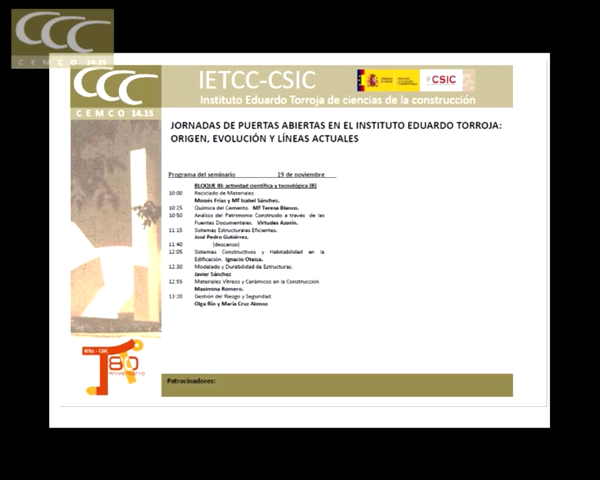 CCC
CEMCO 14.15
CCC
CEMCO 14.15
IETCC-CSIC
CSIC
Instituto Eduardo Torroja de ciencias de la construcción
JORNADAS DE PUERTAS ABIERTAS EN EL INSTITUTO EDUARDO TORROJA:
ORIGEN, EVOLUCIÓN Y LÍNEAS ACTUALES
Programa del seminario 19 de noviembre
BLOQUE III: actividad científica y tecnológica (B)
10:00 Reciclado de Materiales.
Moisés Frías y Mª Isabel Sánchez.
10:25 Química del Cemento. Mª Teresa Blanco.
10:50 Análisis del Patrimonio Construido a través de las
Fuentes Documentales. Virtudes Azorín.
11:15 Sistemas Estructurales Eficientes.
José Pedro Gutiérrez.
11.40 (descanso)
12:05 Sistemas Constructivos y Habitabilidad en la
Edificación. Ignacio Oteiza.
12.30 Modelado y Durabilidad de Estructuras.
Javier Sánchez
12.55 Materiales Vítreos y Cerámicos en la Construcción.
Maximina Romero.
13:20 Gestión del Riesgo y Seguridad.
Olga Río y María Cruz Alonso
IETcc - CSIC
80
aniversario
Patrocinadores: